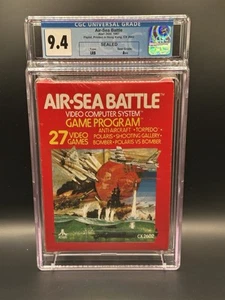 CGC UNIVERSAL GRADE
9.4
Air-Sea Battle
SEALED
AIR-SEA BATTLE
VIDEO COMPUTER SYSTEM
GAME PROGRAM
27 VIDEO GAMES
ANTI-AIRCRAFT • TORPEDO •
POLARIS • SHOOTING GALLERY •
BOMBER • POLARIS VS BOMBER
ATARI
CX2602